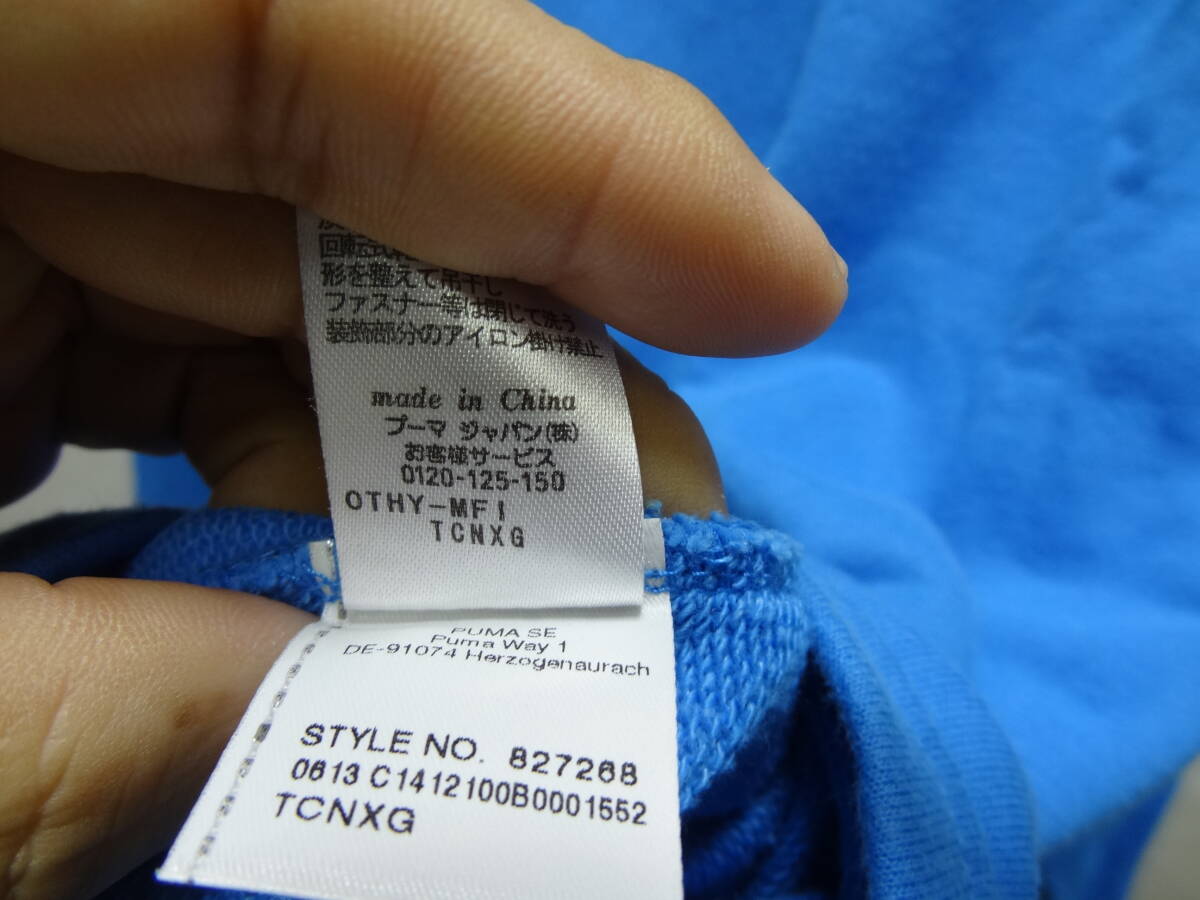 回転式
形を整えて吊干し
ファスナー等は閉じて洗う
装飾部分のアイロン掛け禁止
made in China
プーマ ジャパン(株)
お客様サービス
0120-125-150
OTHY-MFI
TCNXG
PUMA SE
Puma Way 1
DE-91074 Herzogenaurach
STYLE NO. 827268
0613 C1412100B0001552
TCNXG